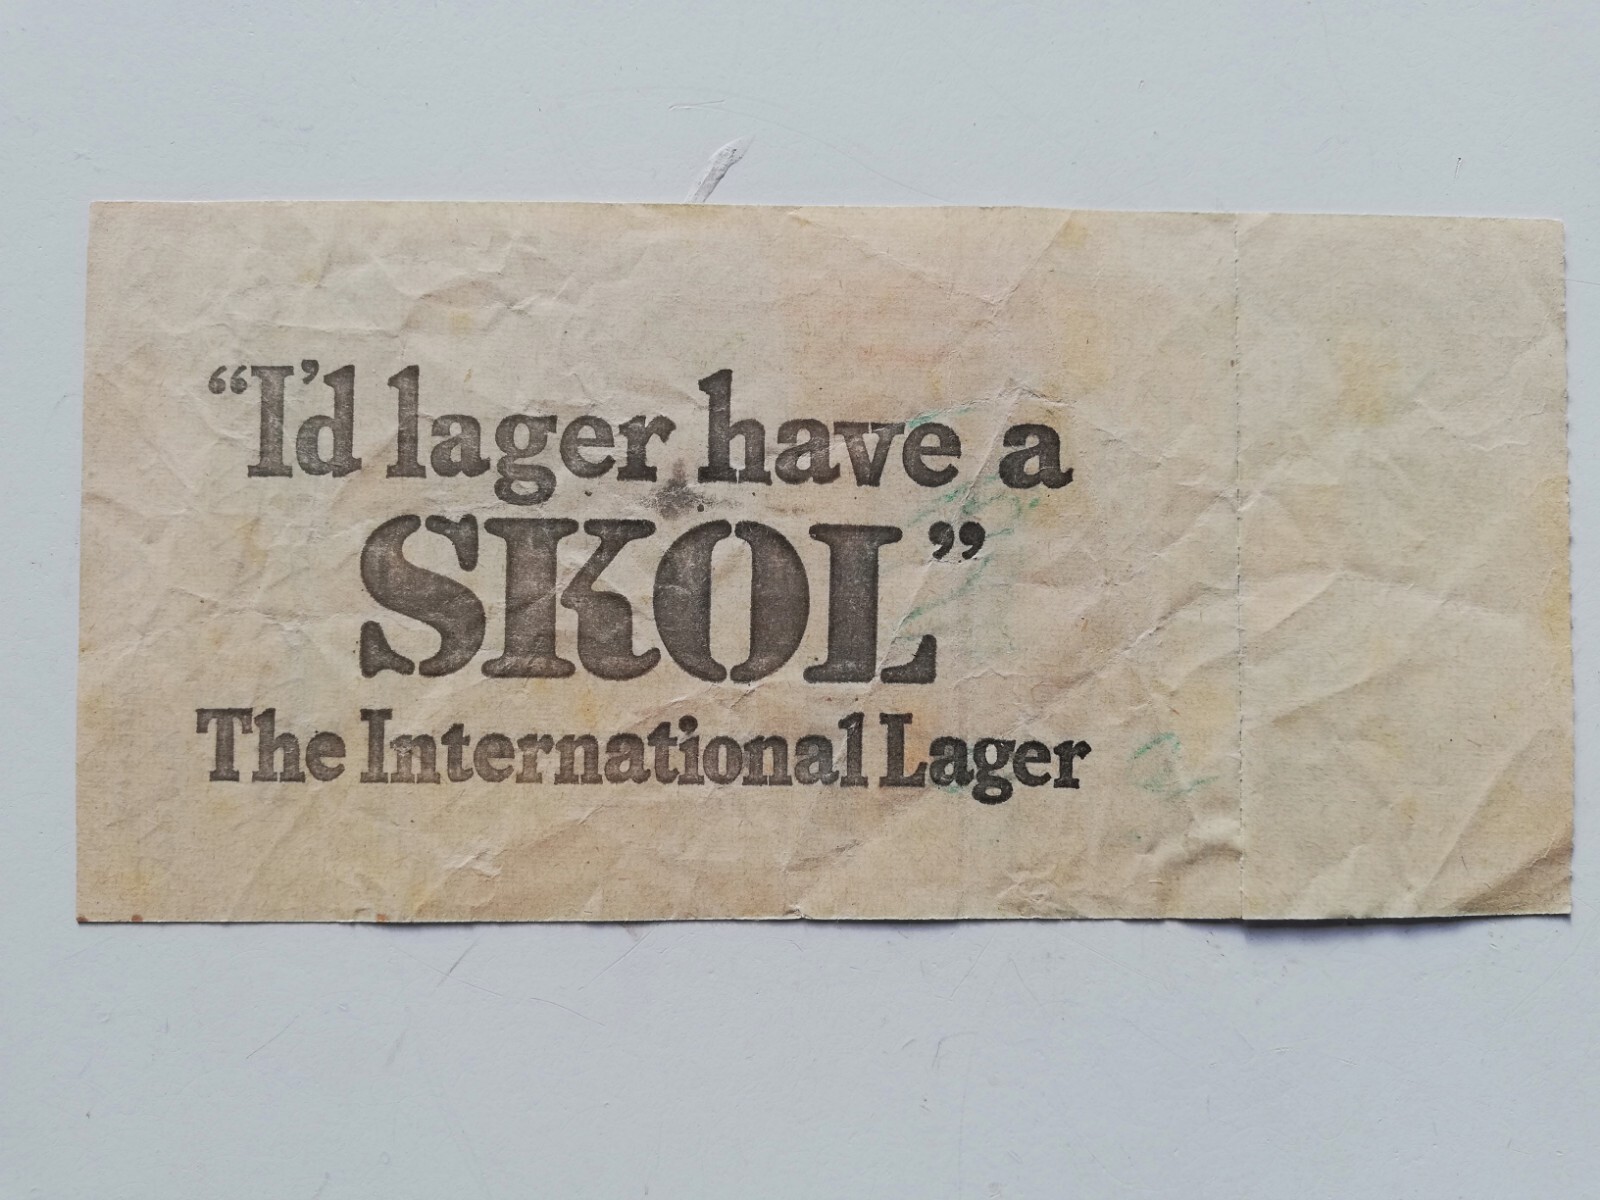 “I’d lager have a
SKOL”
The International Lager